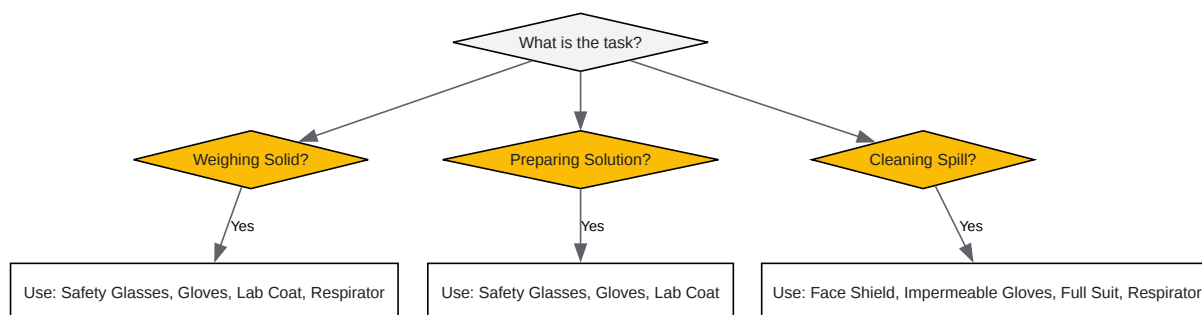 What is the task?
Weighing Solid?
Preparing Solution?
Cleaning Spill?
Yes
Yes
Yes
Use: Safety Glasses, Gloves, Lab Coat, Respirator
Use: Safety Glasses, Gloves, Lab Coat
Use: Face Shield, Impermeable Gloves, Full Suit, Respirator